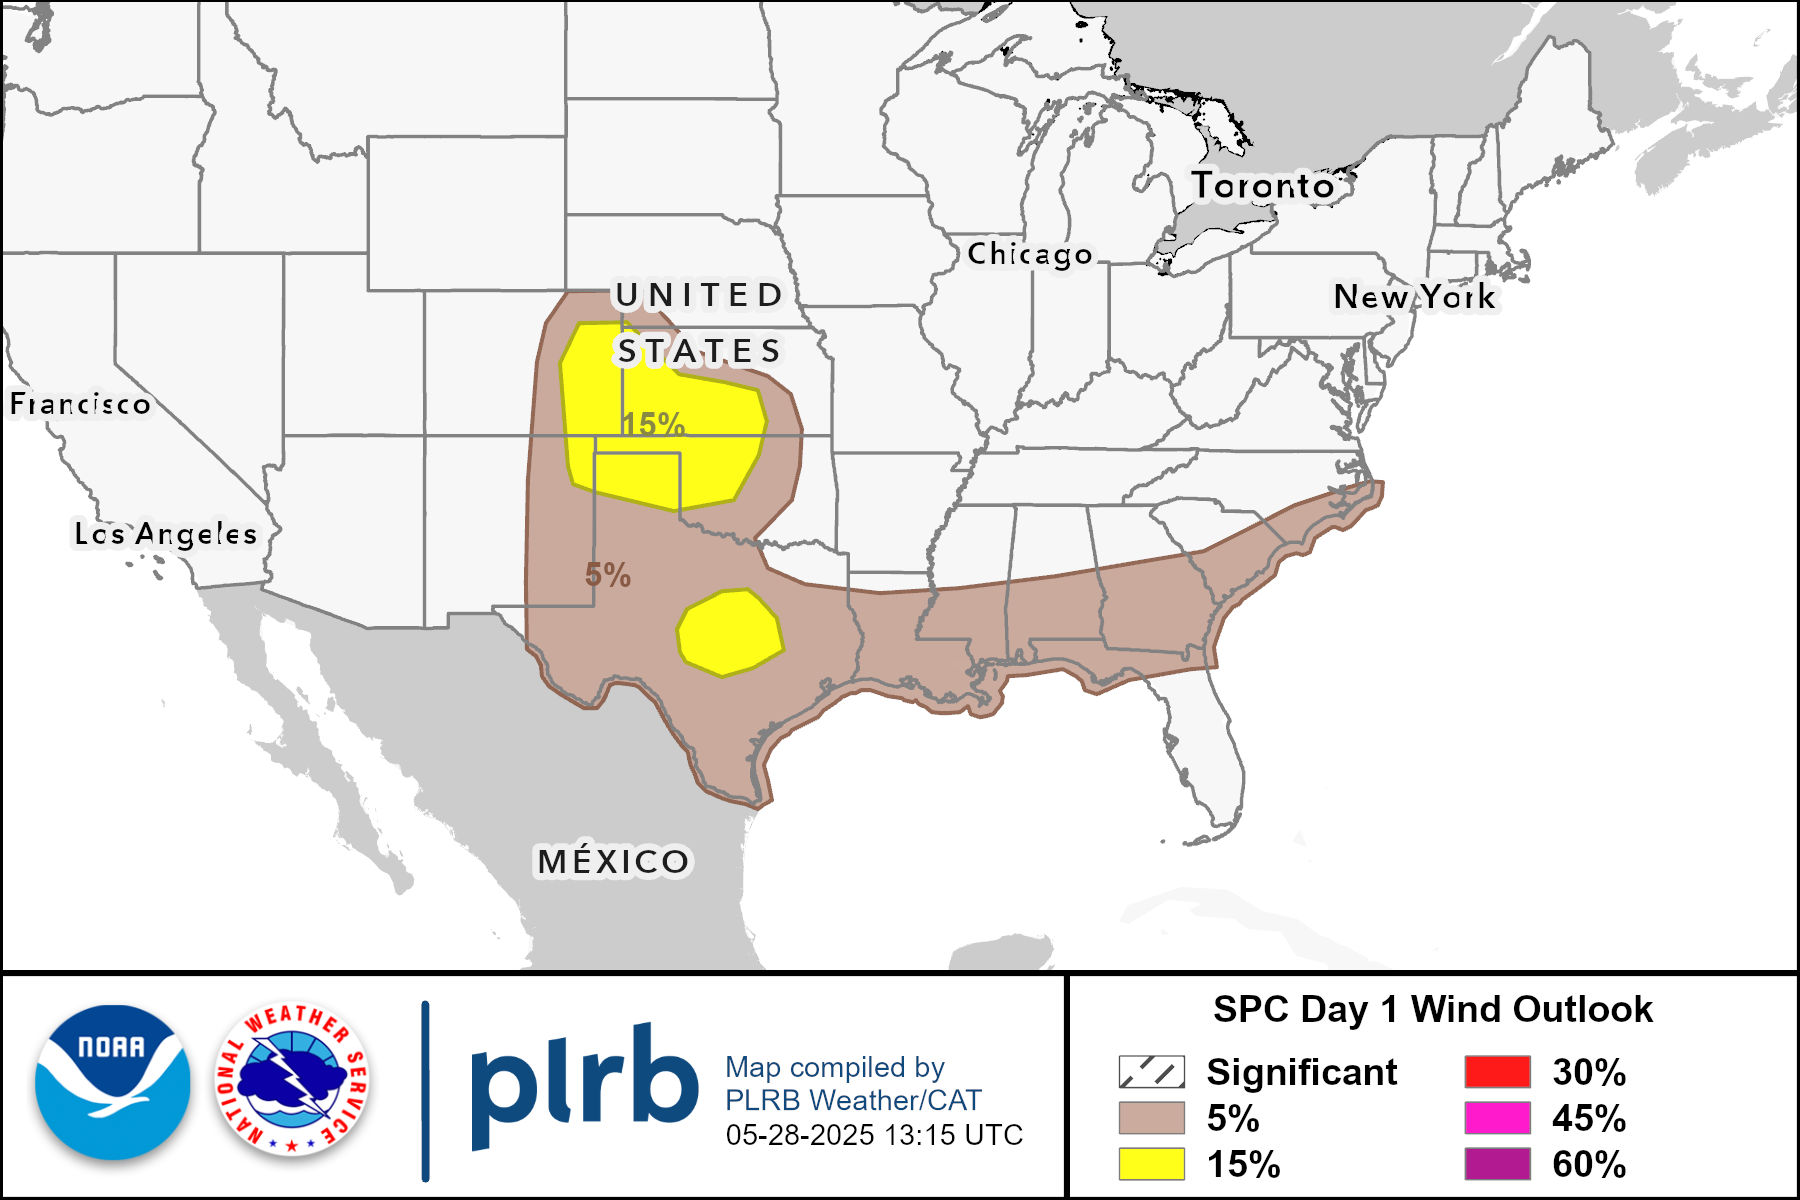 Toronto
Chicago
UNITED
New York
STATES
Francisco
15%
Los Angeles
5%
MÉXICO
NOAA
NATIONAL WEATHER SERVICE
plrb
Map compiled by
PLRB Weather/CAT
05-28-2025 13:15 UTC
SPC Day 1 Wind Outlook
Significant
5%
15%
30%
45%
60%